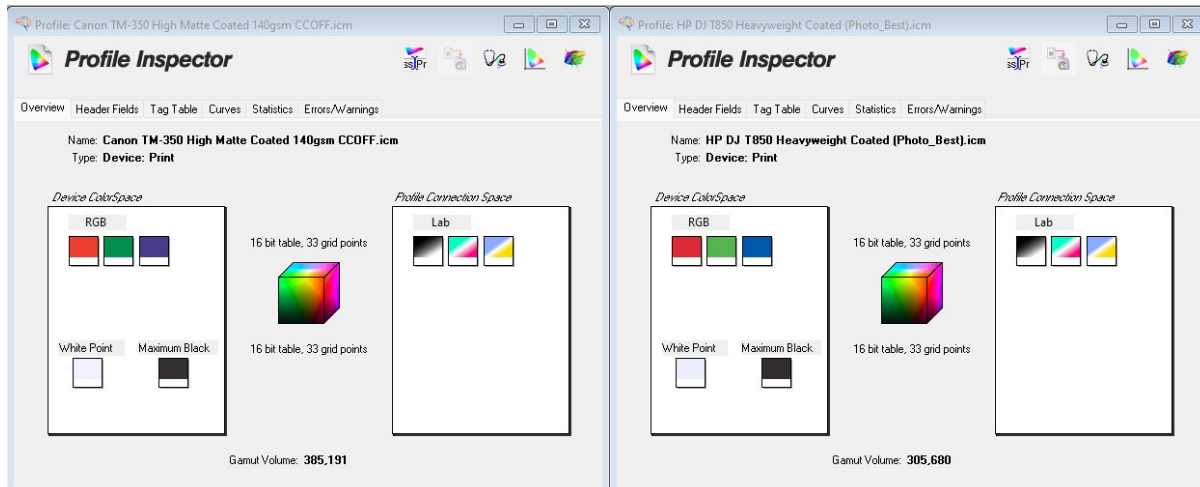 Profile: Canon TM-350 High Matte Coated 140gsm CCOFF.icm
Profile Inspector
Overview Header Fields Tag Table Curves Statistics Errors/Warnings
Name: Canon TM-350 High Matte Coated 140gsm CCOFF.icm
Type: Device: Print
Device ColorSpace
Profile Connection Space
RGB
Lab
16 bit table, 33 grid points
White Point
Maximum Black
16 bit table, 33 grid points
Gamut Volume: 385,191
Profile: HP DJ T850 Heavyweight Coated (Photo_Best).icm
Profile Inspector
Overview Header Fields Tag Table Curves Statistics Errors/Warnings
Name: HP DJ T850 Heavyweight Coated (Photo_Best).icm
Type: Device: Print
Device ColorSpace
Profile Connection Space
RGB
Lab
16 bit table, 33 grid points
White Point
Maximum Black
16 bit table, 33 grid points
Gamut Volume: 305,680